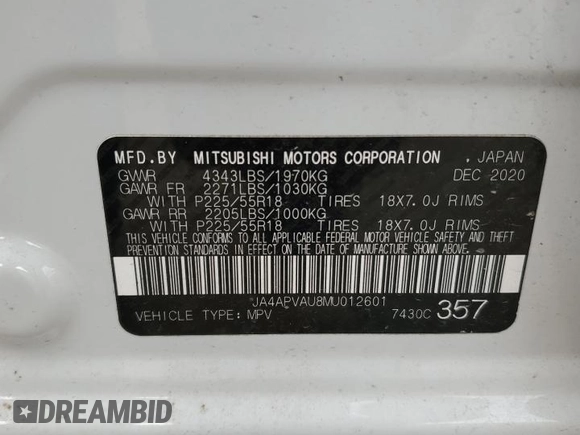 MFD.BY MITSUBISHI MOTORS CORPORATION , JAPAN
GVWR 4343LBS/1970KG DEC 2020
GAWR FR 2271LBS/1030KG
WITH P225/55R18 TIRES 18X7.0J RIMS
GAWR RR 2205LBS/1000KG
WITH P225/55R18 TIRES 18X7.0J RIMS
THIS VEHICLE CONFORMS TO ALL APPLICABLE FEDERAL MOTOR VEHICLE SAFETY AND THEFT
PREVENTION STANDARDS IN EFFECT ON THE DATE OF MANUFACTURE SHOWN ABOVE.
JA4APVAU8MU012601
VEHICLE TYPE: MPV 7430C 357
DREAMBID